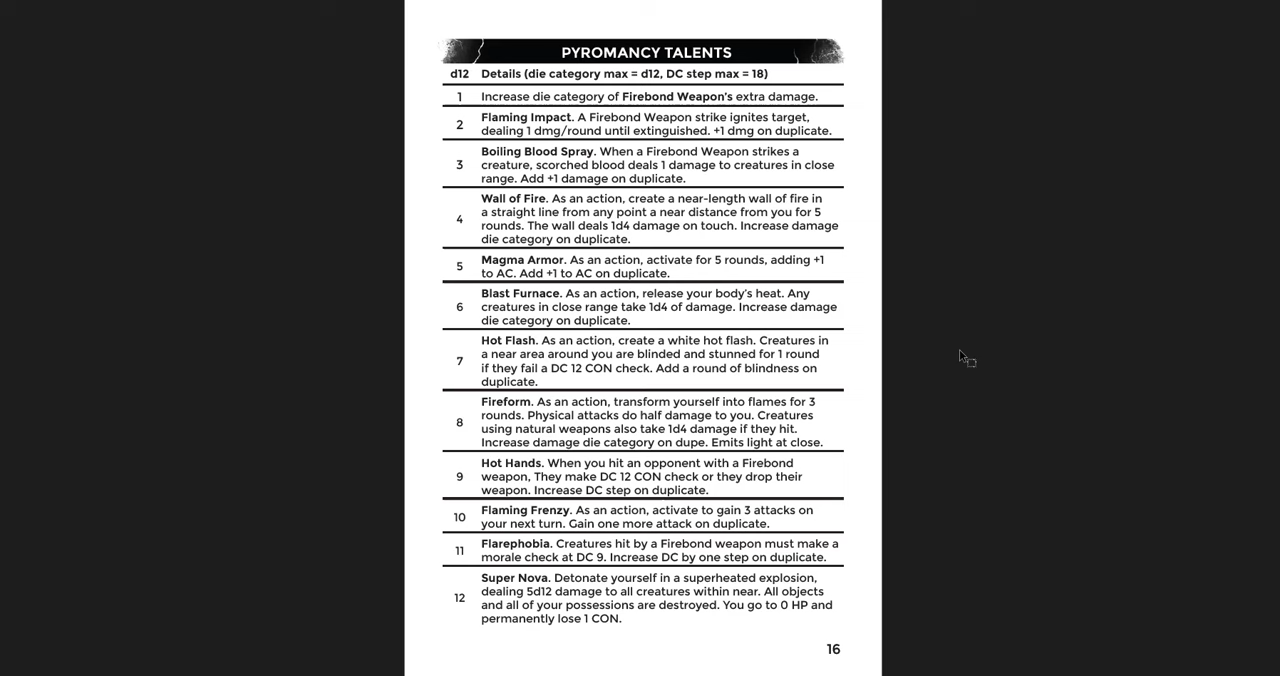 PYROMANCY TALENTS
d12 Details (die category max = d12, DC step max = 18)
1 Increase die category of Firebond Weapon's extra damage.
2 Flaming Impact. A Firebond Weapon strike ignites target,
dealing 1 dmg/round until extinguished. +1 dmg on duplicate.
3 Boiling Blood Spray. When a Firebond Weapon strikes a
creature, scorched blood deals 1 damage to creatures in close
range. Add +1 damage on duplicate.
4 Wall of Fire. As an action, create a near-length wall of fire in
a straight line from any point a near distance from you for 5
rounds. The wall deals 1d4 damage on touch. Increase damage
die category on duplicate.
5 Magma Armor. As an action, activate for 5 rounds, adding +1
to AC. Add +1 to AC on duplicate.
6 Blast Furnace. As an action, release your body's heat. Any
creatures in close range take 1d4 of damage. Increase damage
die category on duplicate.
7 Hot Flash. As an action, create a white hot flash. Creatures in
a near area around you are blinded and stunned for 1 round
if they fail a DC 12 CON check. Add a round of blindness on
duplicate.
8 Fireform. As an action, transform yourself into flames for 3
rounds. Physical attacks do half damage to you. Creatures
using natural weapons also take 1d4 damage if they hit.
Increase damage die category on dupe. Emits light at close.
9 Hot Hands. When you hit an opponent with a Firebond
weapon, They make DC 12 CON check or they drop their
weapon. Increase DC step on duplicate.
10 Flaming Frenzy. As an action, activate to gain 3 attacks on
your next turn. Gain one more attack on duplicate.
11 Flarephobia. Creatures hit by a Firebond weapon must make a
morale check at DC 9. Increase DC by one step on duplicate.
12 Super Nova. Detonate yourself in a superheated explosion,
dealing 5d12 damage to all creatures within near. All objects
and all of your possessions are destroyed. You go to 0 HP and
permanently lose 1 CON.
16